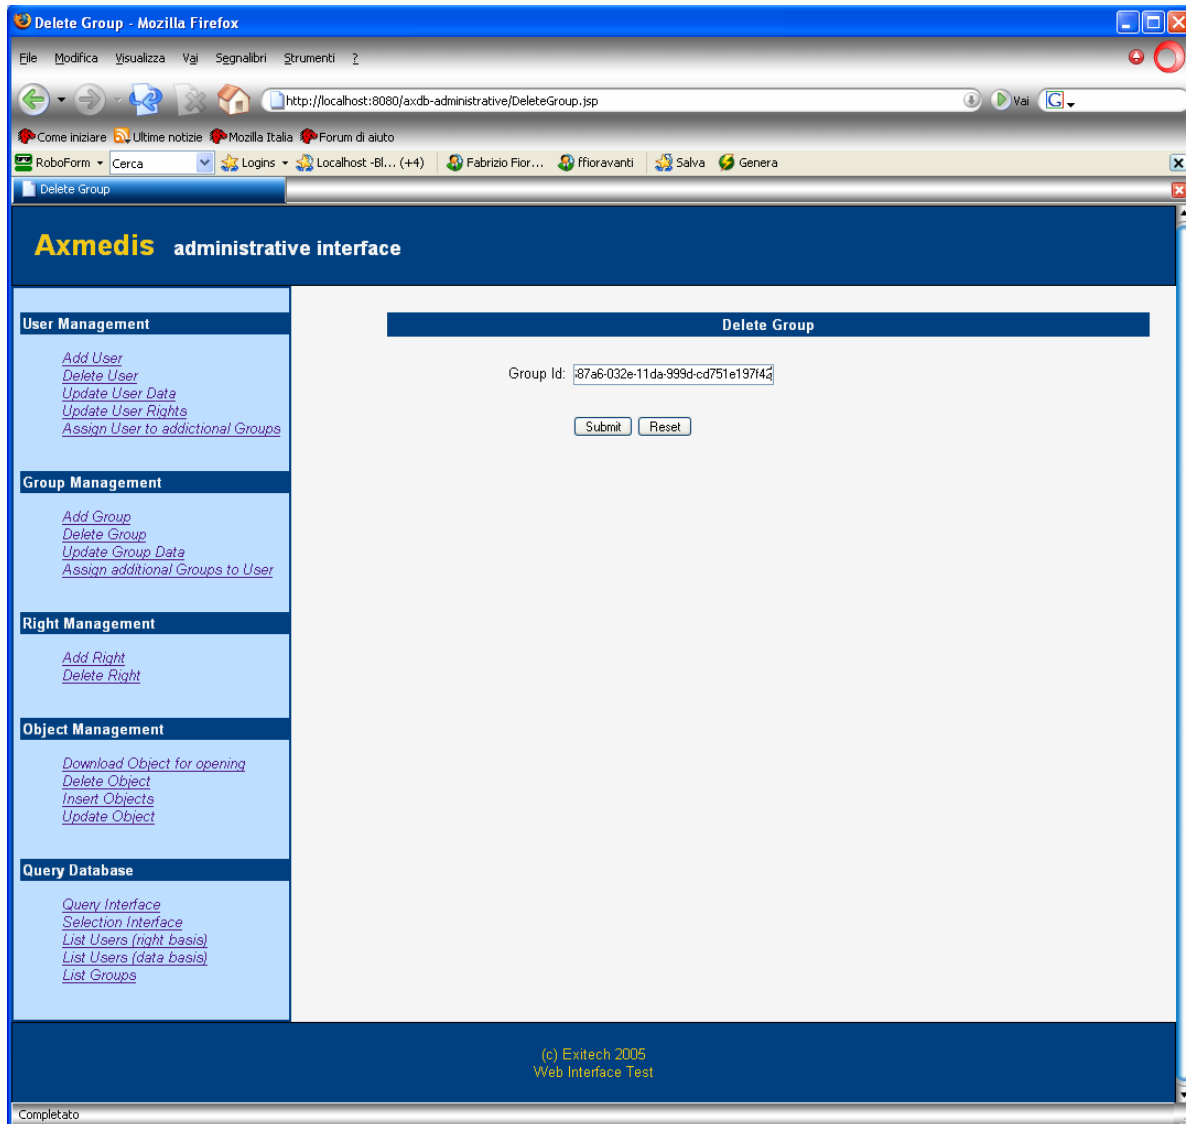 Delete Group - Mozilla Firefox
File Modifica Visualizza Vai Segnalibri Strumenti ?
http://localhost:8080/axdb-administrative/DeleteGroup.jsp Vai G
Come iniziare Ultime notizie Mozilla Italia Forum di aiuto
RoboForm Cerca Logins Localhost -Bl... (+4) Fabrizio Fior... ffioravanti Salva Genera
Delete Group
Axmedis administrative interface
User Management
Add User
Delete User
Update User Data
Update User Rights
Assign User to addictional Groups
Group Management
Add Group
Delete Group
Update Group Data
Assign additional Groups to User
Right Management
Add Right
Delete Right
Object Management
Download Object for opening
Delete Object
Insert Objects
Update Object
Query Database
Query Interface
Selection Interface
List Users (right basis)
List Users (data basis)
List Groups
Delete Group
Group Id: 87a6-032e-11da-999d-cd751e197f42
Submit Reset
(c) Exitech 2005
Web Interface Test
Completato